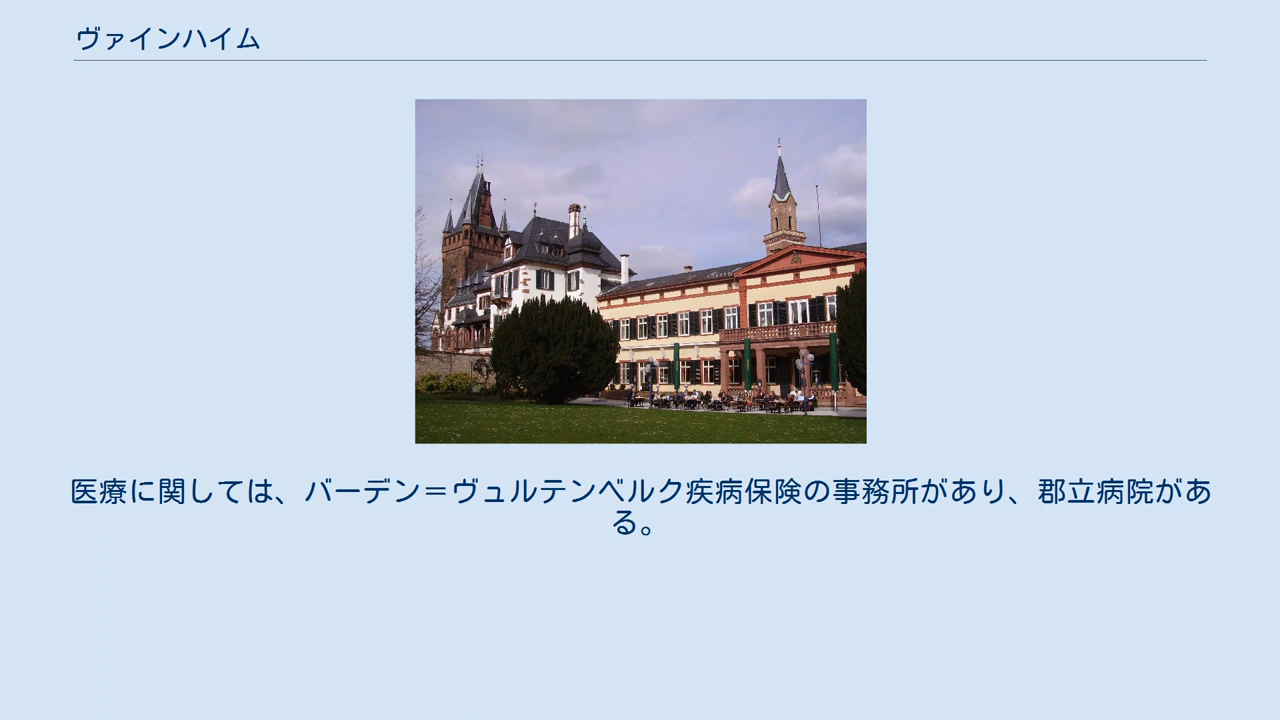 ヴァインハイム
医療に関しては、バーデン＝ヴュルテンベルク疾病保険の事務所があり、郡立病院があ
る。